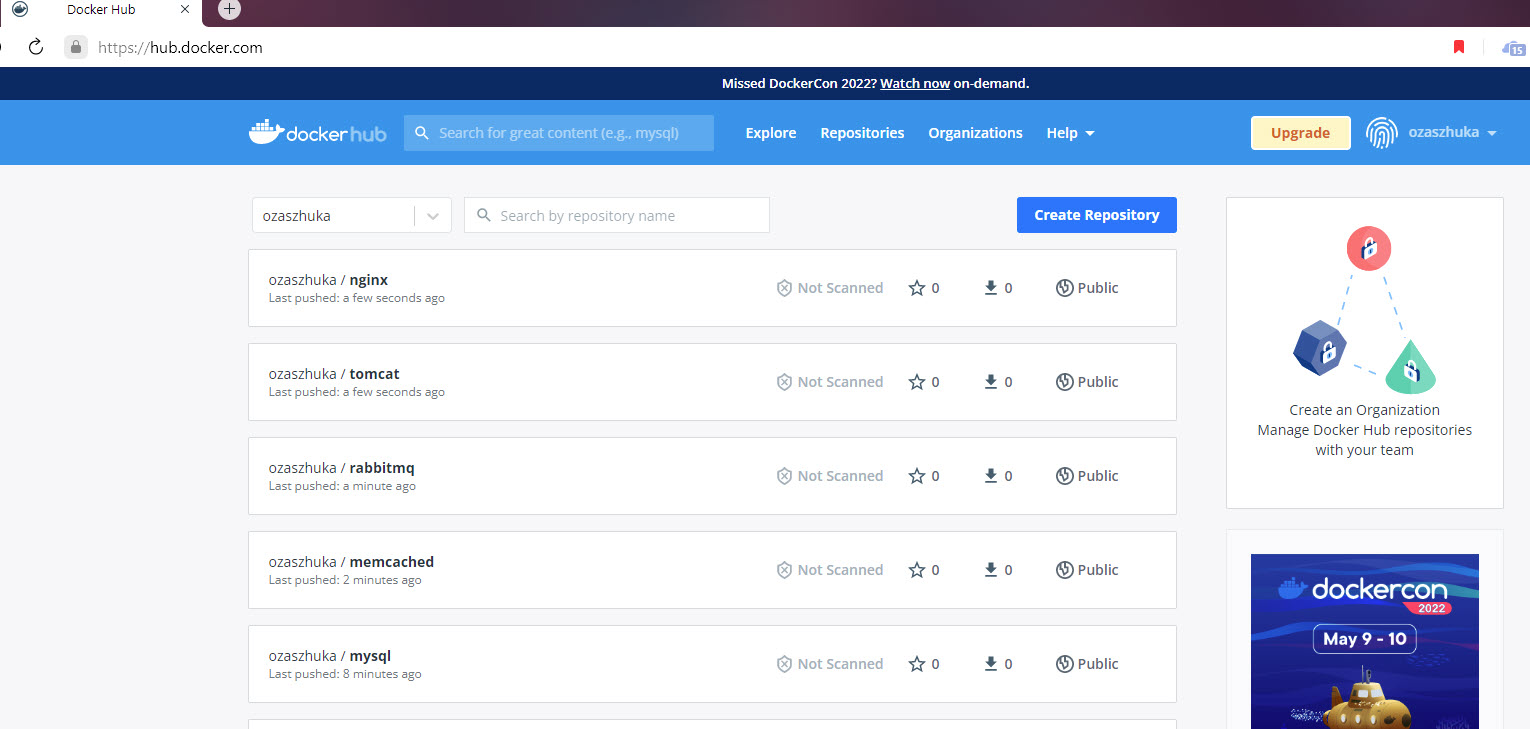 Docker Hub
https://hub.docker.com
15
Missed DockerCon 2022? Watch now on-demand.
docker hub
Search for great content (e.g., mysql)
Explore Repositories Organizations Help
Upgrade
ozaszhuka
ozaszhuka
Search by repository name
Create Repository
ozaszhuka / nginx
Last pushed: a few seconds ago
Not Scanned 0 0 Public
ozaszhuka / tomcat
Last pushed: a few seconds ago
Not Scanned 0 0 Public
ozaszhuka / rabbitmq
Last pushed: a minute ago
Not Scanned 0 0 Public
ozaszhuka / memcached
Last pushed: 2 minutes ago
Not Scanned 0 0 Public
ozaszhuka / mysql
Last pushed: 8 minutes ago
Not Scanned 0 0 Public
Create an Organization
Manage Docker Hub repositories
with your team
dockercon
2022
May 9 - 10